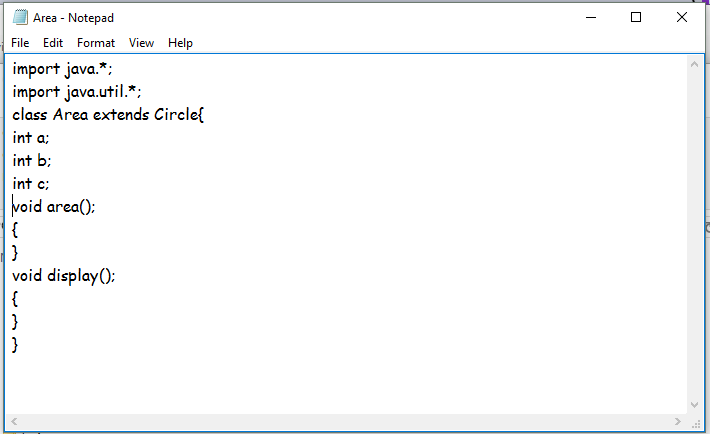 Area - Notepad
File Edit Format View Help
import java.*;
import java.util.*;
class Area extends Circle{
int a;
int b;
int c;
void area();
{
}
void display();
{
}
}